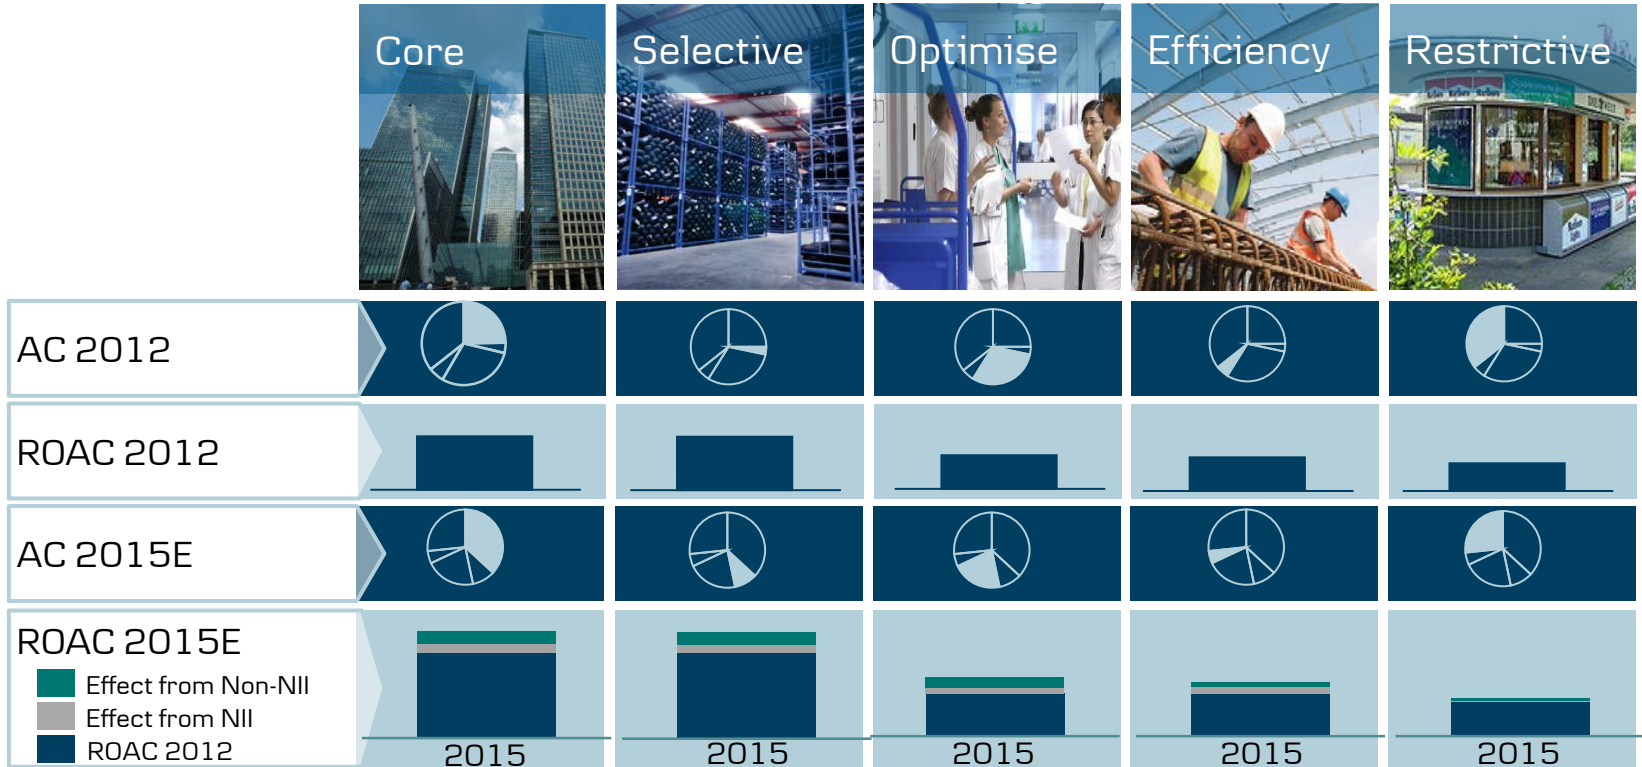 Core
Selective
Optimise
Efficiency
Restrictive
AC 2012
ROAC 2012
AC 2015E
ROAC 2015E
Effect from Non-NII
Effect from NII
ROAC 2012
2015
2015
2015
2015
2015